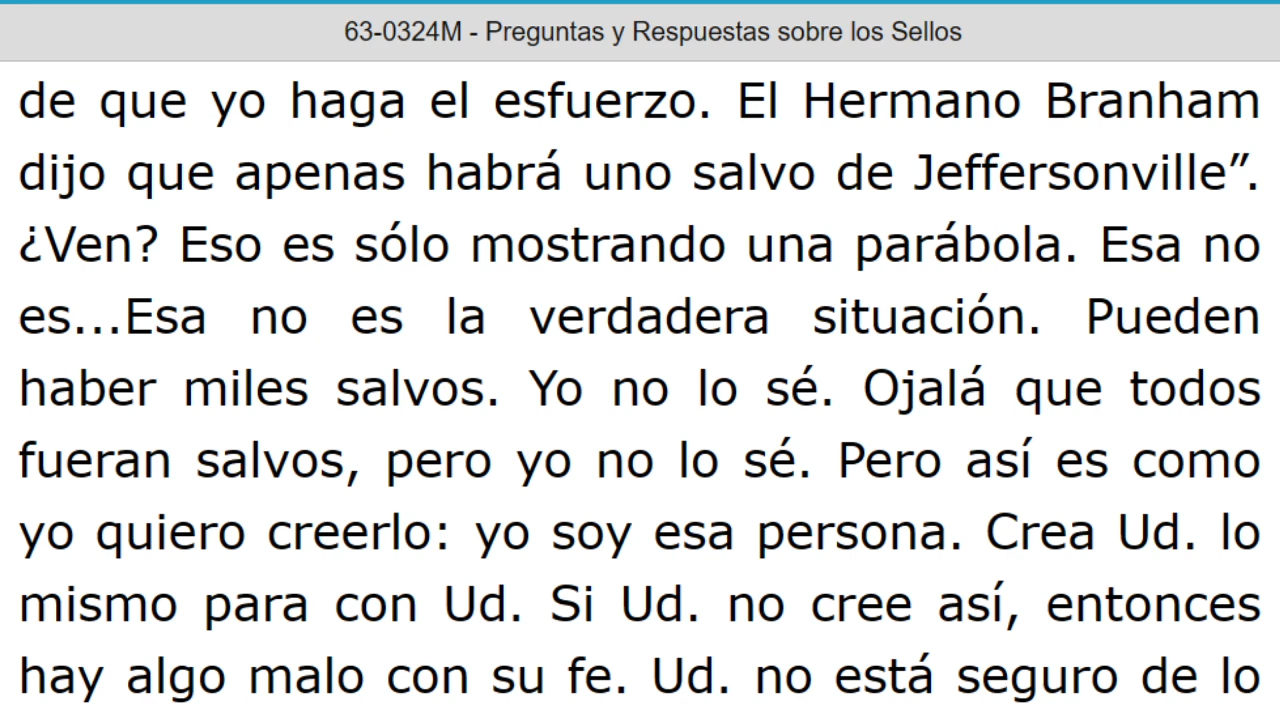 63-0324M - Preguntas y Respuestas sobre los Sellos
de que yo haga el esfuerzo. El Hermano Branham
dijo que apenas habrá uno salvo de Jeffersonville”.
¿Ven? Eso es sólo mostrando una parábola. Esa no
es...Esa no es la verdadera situación. Pueden
haber miles salvos. Yo no lo sé. Ojalá que todos
fueran salvos, pero yo no lo sé. Pero así es como
yo quiero creerlo: yo soy esa persona. Crea Ud. lo
mismo para con Ud. Si Ud. no cree así, entonces
hay algo malo con su fe. Ud. no está seguro de lo